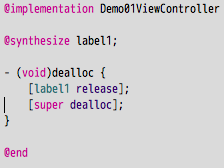 @implementation Demo01ViewController
@synthesize label1;
- (void)dealloc {
[label1 release];
[super dealloc];
}
@end